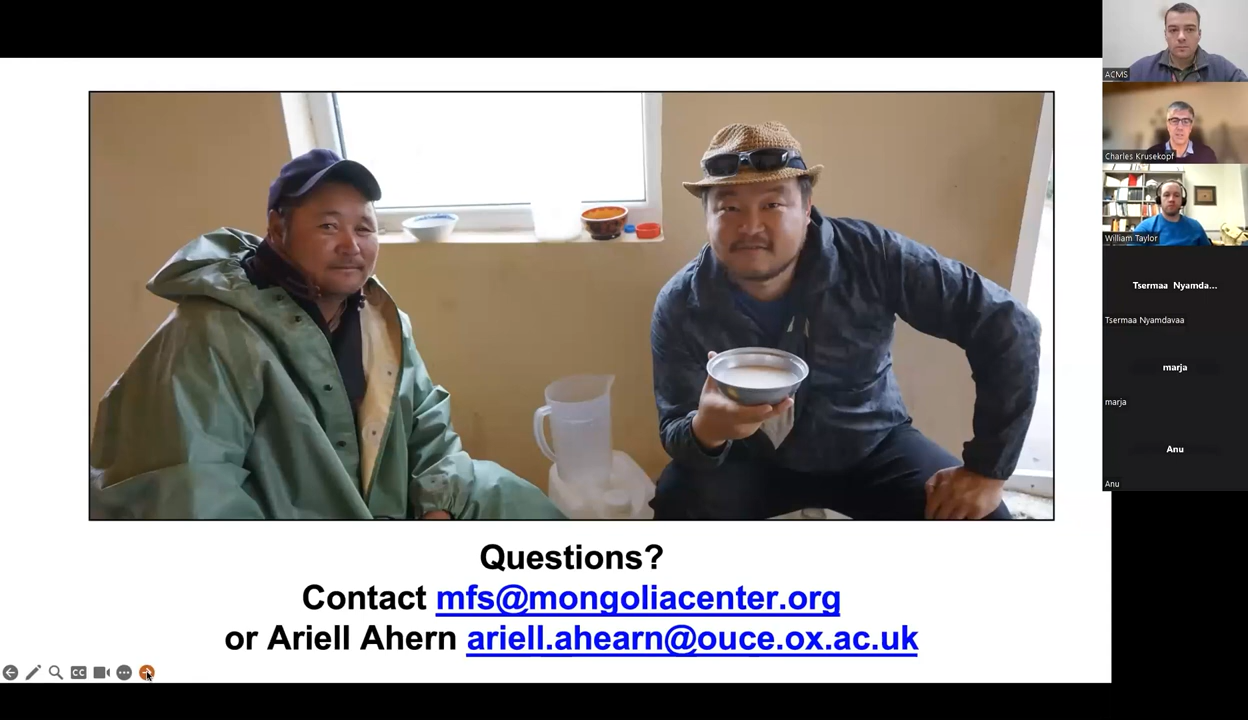 Questions?
Contact mfs@mongoliacenter.org
or Ariell Ahern ariell.ahearn@ouce.ox.ac.uk
ACMS
Charles Krusekopf
William Taylor
Tsermaa Nyamda...
Tsermaa Nyamdavaa
marja
marja
Anu
Anu
CC